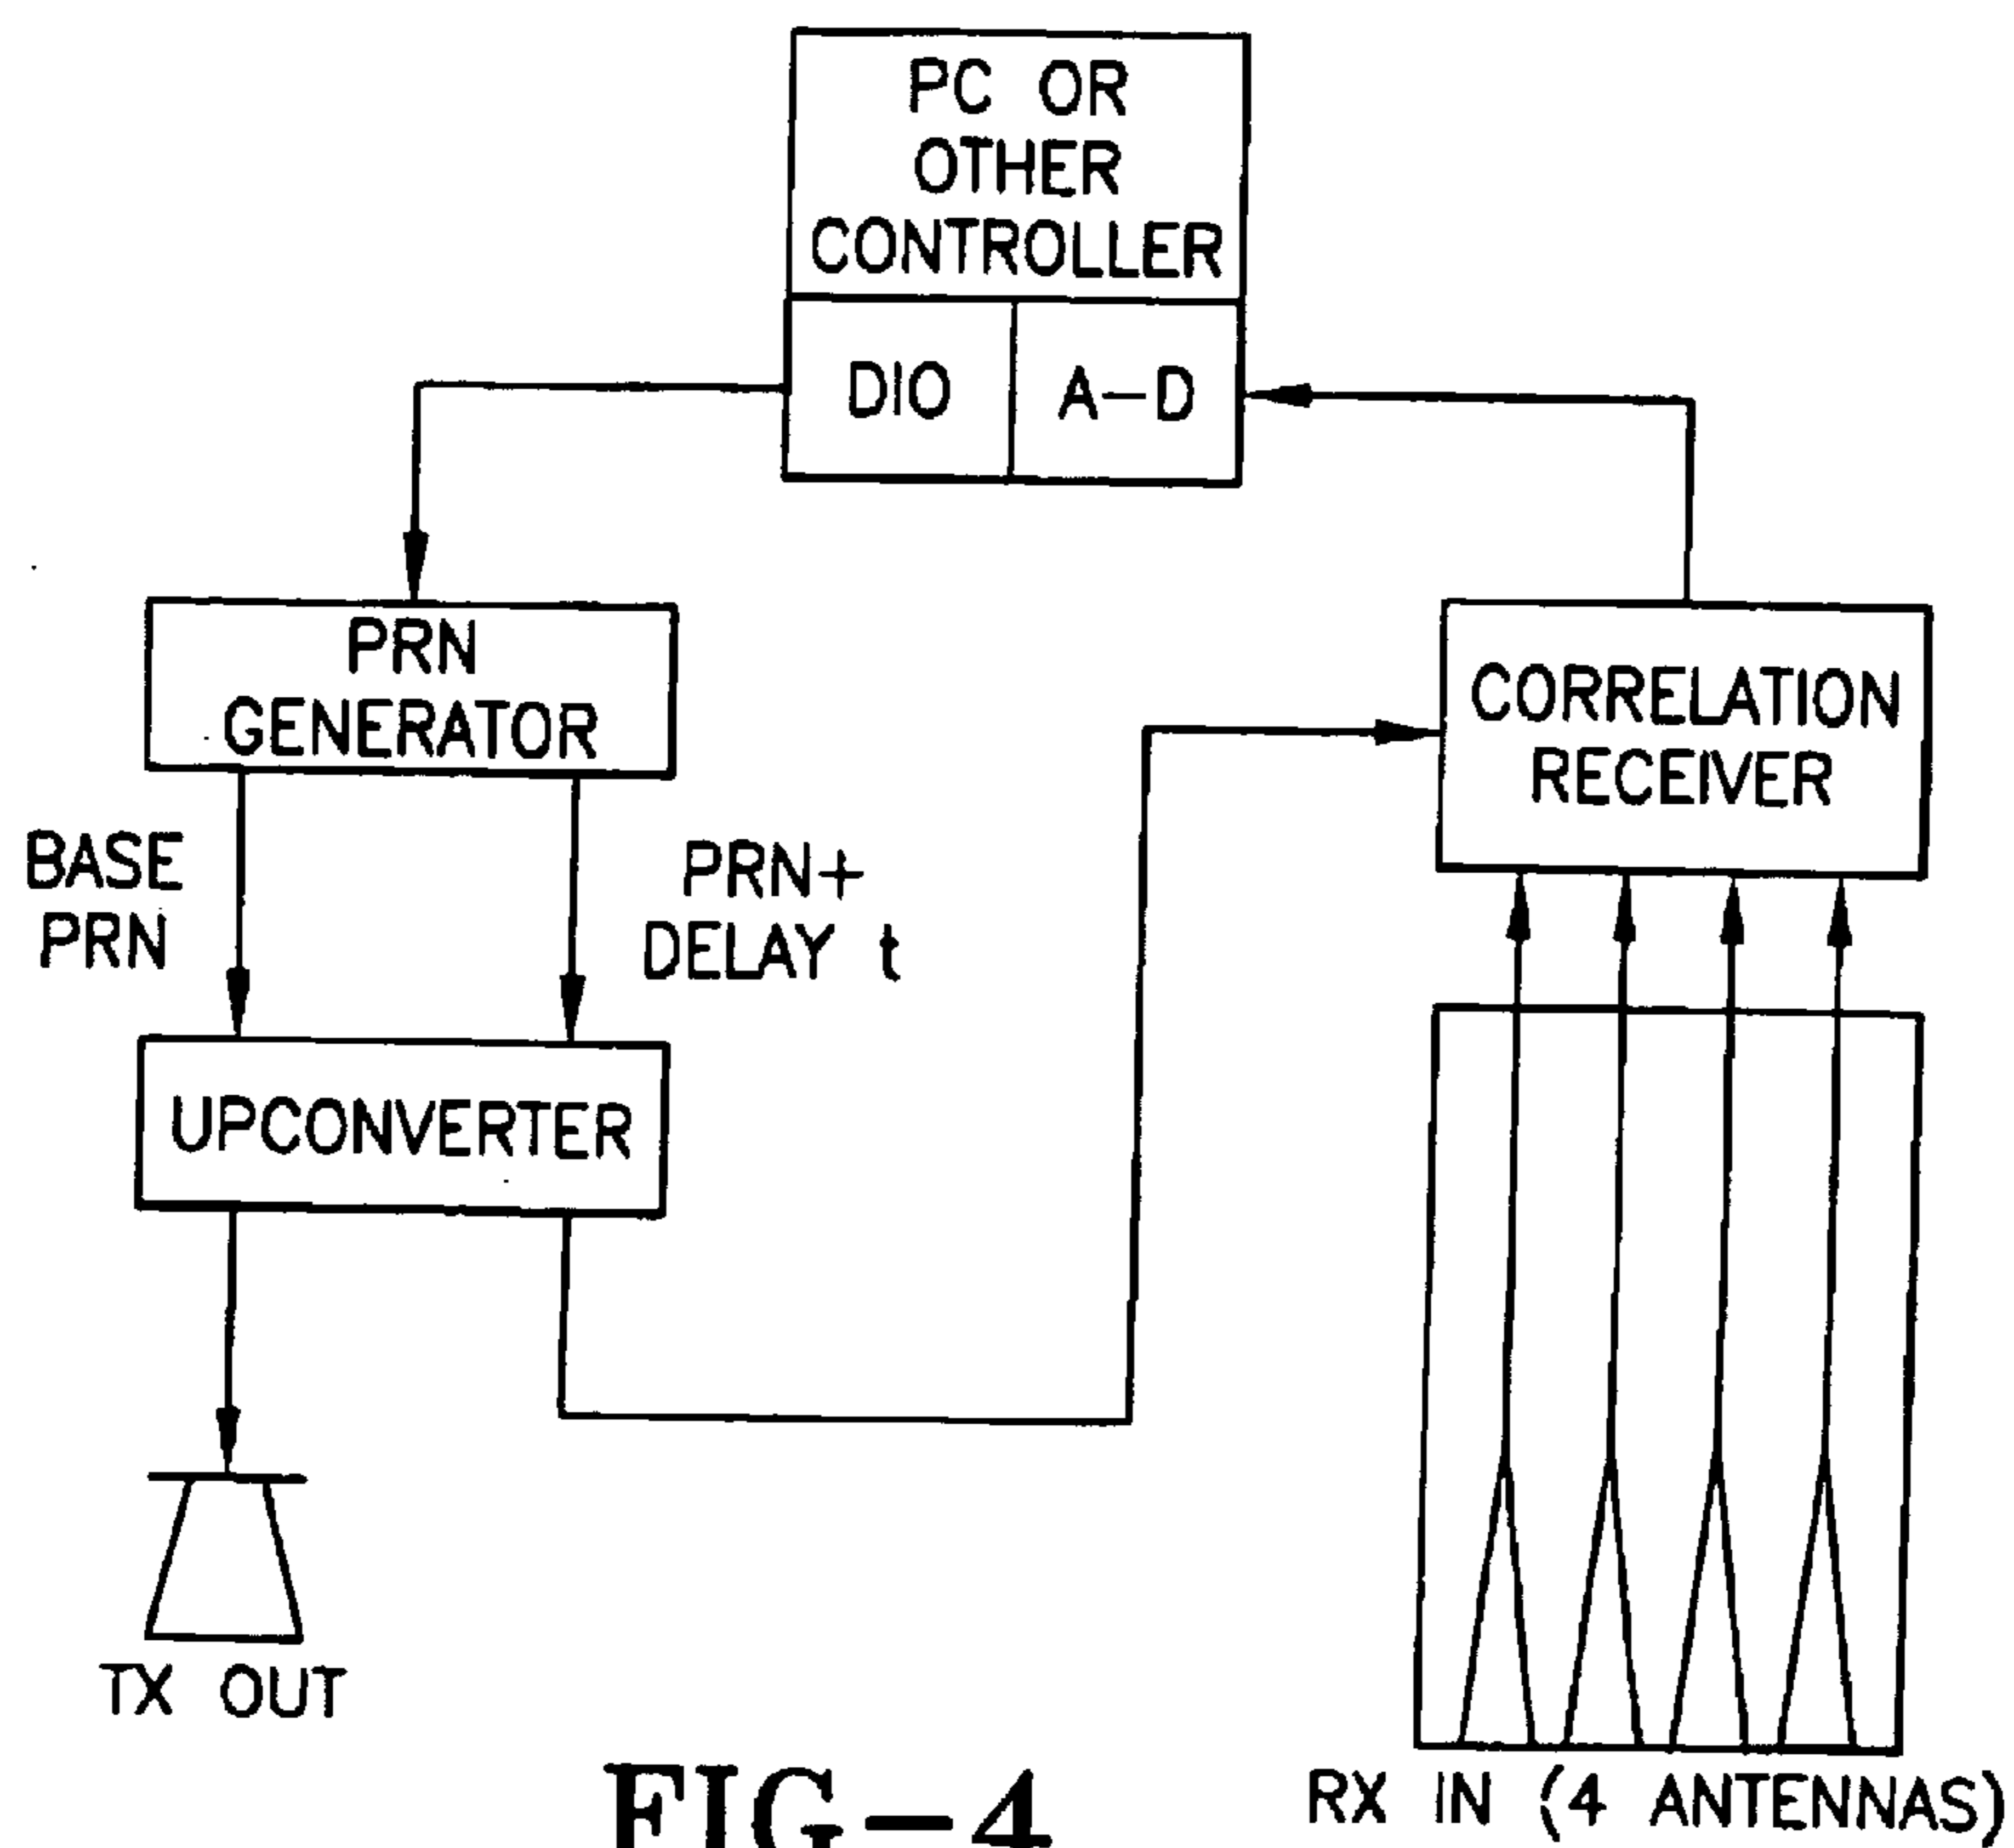 PC OR
OTHER
CONTROLLER
DIO
A-D
PRN
GENERATOR
CORRELATION
RECEIVER
BASE
PRN
PRN+
DELAY t
UPCONVERTER
TX OUT
RX IN (4 ANTENNAS)
FIG-4